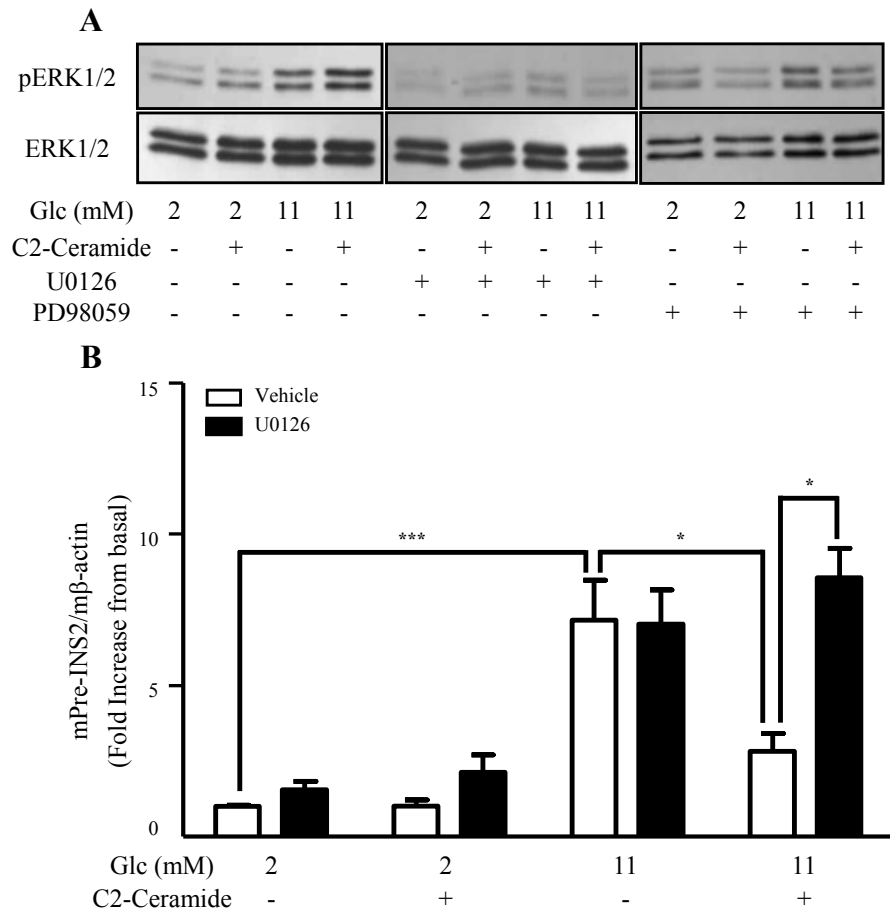 A
pERK1/2
ERK1/2
Glc (mM) 2 2 11 11 2 2 11 11 2 2 11 11
C2-Ceramide - + - + - + - + - + - +
U0126 - - - - + + + + - - - -
PD98059 - - - - - - - - + + + +
B
15
Vehicle
U0126
*
10
***
*
mPre-INS2/mβ-actin
(Fold Increase from basal)
5
0
Glc (mM) 2 2 11 11
C2-Ceramide - + - +